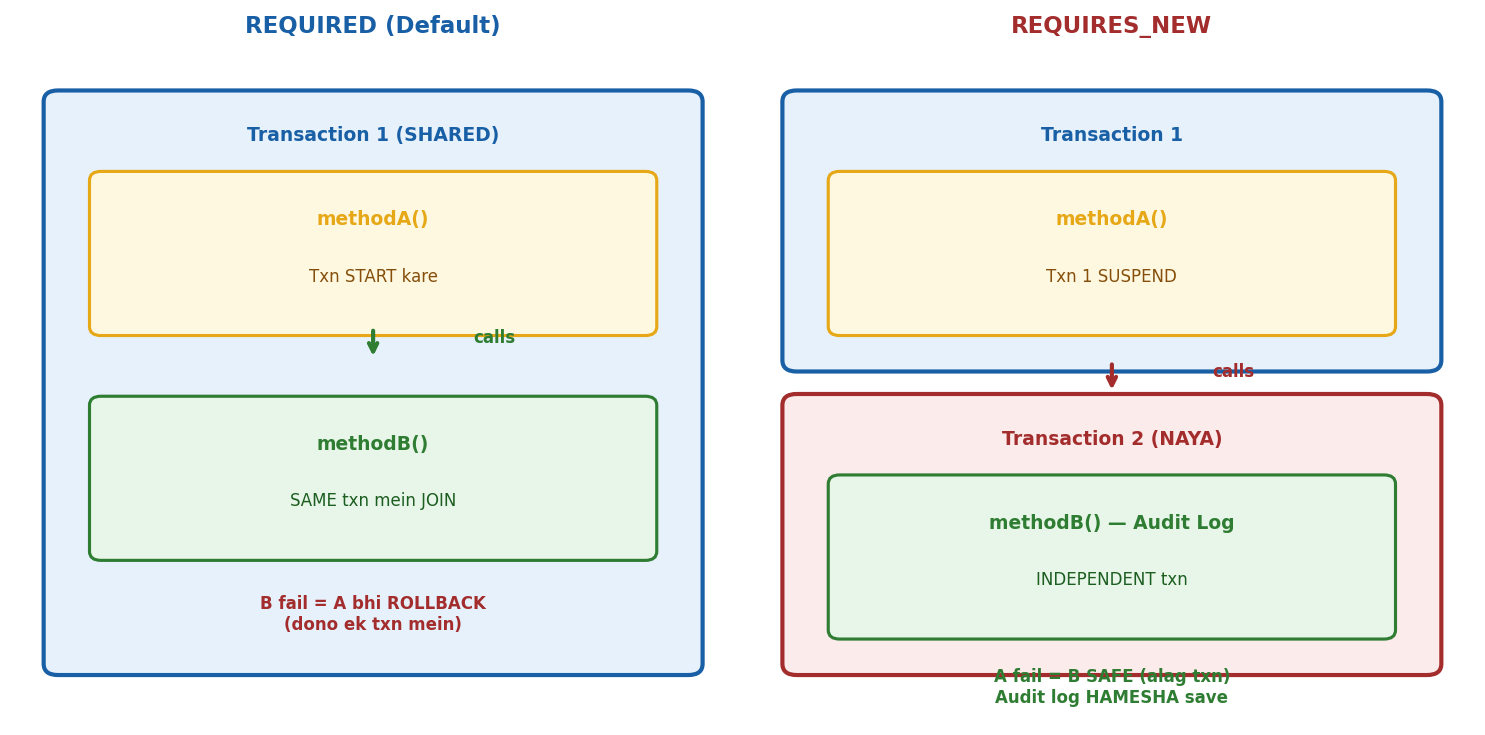 REQUIRED (Default)
Transaction 1 (SHARED)
methodA()
Txn START kare
calls
methodB()
SAME txn mein JOIN
B fail = A bhi ROLLBACK
(dono ek txn mein)
REQUIRES_NEW
Transaction 1
methodA()
Txn 1 SUSPEND
calls
Transaction 2 (NAYA)
methodB() — Audit Log
INDEPENDENT txn
A fail = B SAFE (alag txn)
Audit log HAMESHA save